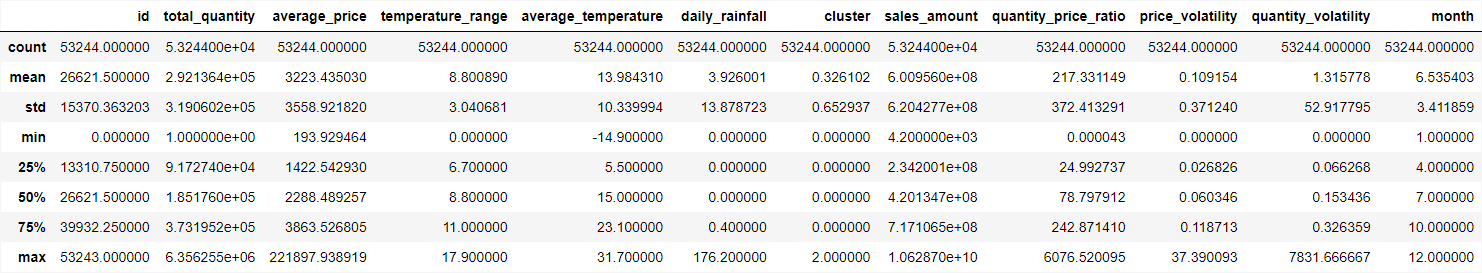 id total_quantity average_price temperature_range average_temperature daily_rainfall cluster sales_amount quantity_price_ratio price_volatility quantity_volatility month
count 53244.000000 5.324400e+04 53244.000000 53244.000000 53244.000000 53244.000000 53244.000000 5.324400e+04 53244.000000 53244.000000 53244.000000 53244.000000
mean 26621.500000 2.921364e+05 3223.435030 8.800890 13.984310 3.926001 0.326102 6.009560e+08 217.331149 0.109154 1.315778 6.535403
std 15370.363203 3.190602e+05 3558.921820 3.040681 10.339994 13.878723 0.652937 6.204277e+08 372.413291 0.371240 52.917795 3.411859
min 0.000000 1.000000e+00 193.929464 0.000000 -14.900000 0.000000 0.000000 4.200000e+03 0.000043 0.000000 0.000000 1.000000
25% 13310.750000 9.172740e+04 1422.542930 6.700000 5.500000 0.000000 0.000000 2.342001e+08 24.992737 0.026826 0.066268 4.000000
50% 26621.500000 1.851760e+05 2288.489257 8.800000 15.000000 0.000000 0.000000 4.201347e+08 78.797912 0.060346 0.153436 7.000000
75% 39932.250000 3.731952e+05 3863.526805 11.000000 23.100000 0.400000 0.000000 7.171065e+08 242.871410 0.118713 0.326359 10.000000
max 53243.000000 6.356255e+06 221897.938919 17.900000 31.700000 176.200000 2.000000 1.062870e+10 6076.520095 37.390093 7831.666667 12.000000